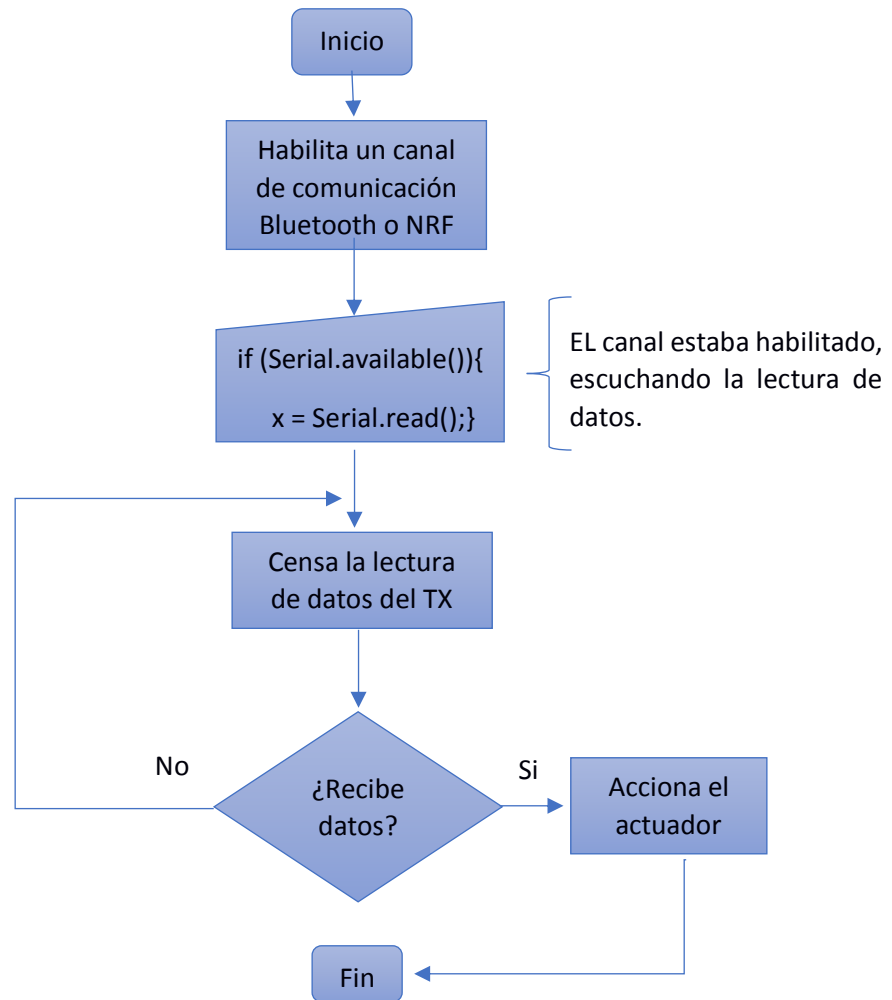 Inicio
Habilita un canal
de comunicación
Bluetooth o NRF
if (Serial.available()){
x = Serial.read();}
EL canal estaba habilitado,
escuchando la lectura de
datos.
Censa la lectura
de datos del TX
¿Recibe
datos?
No
Si
Acciona el
actuador
Fin